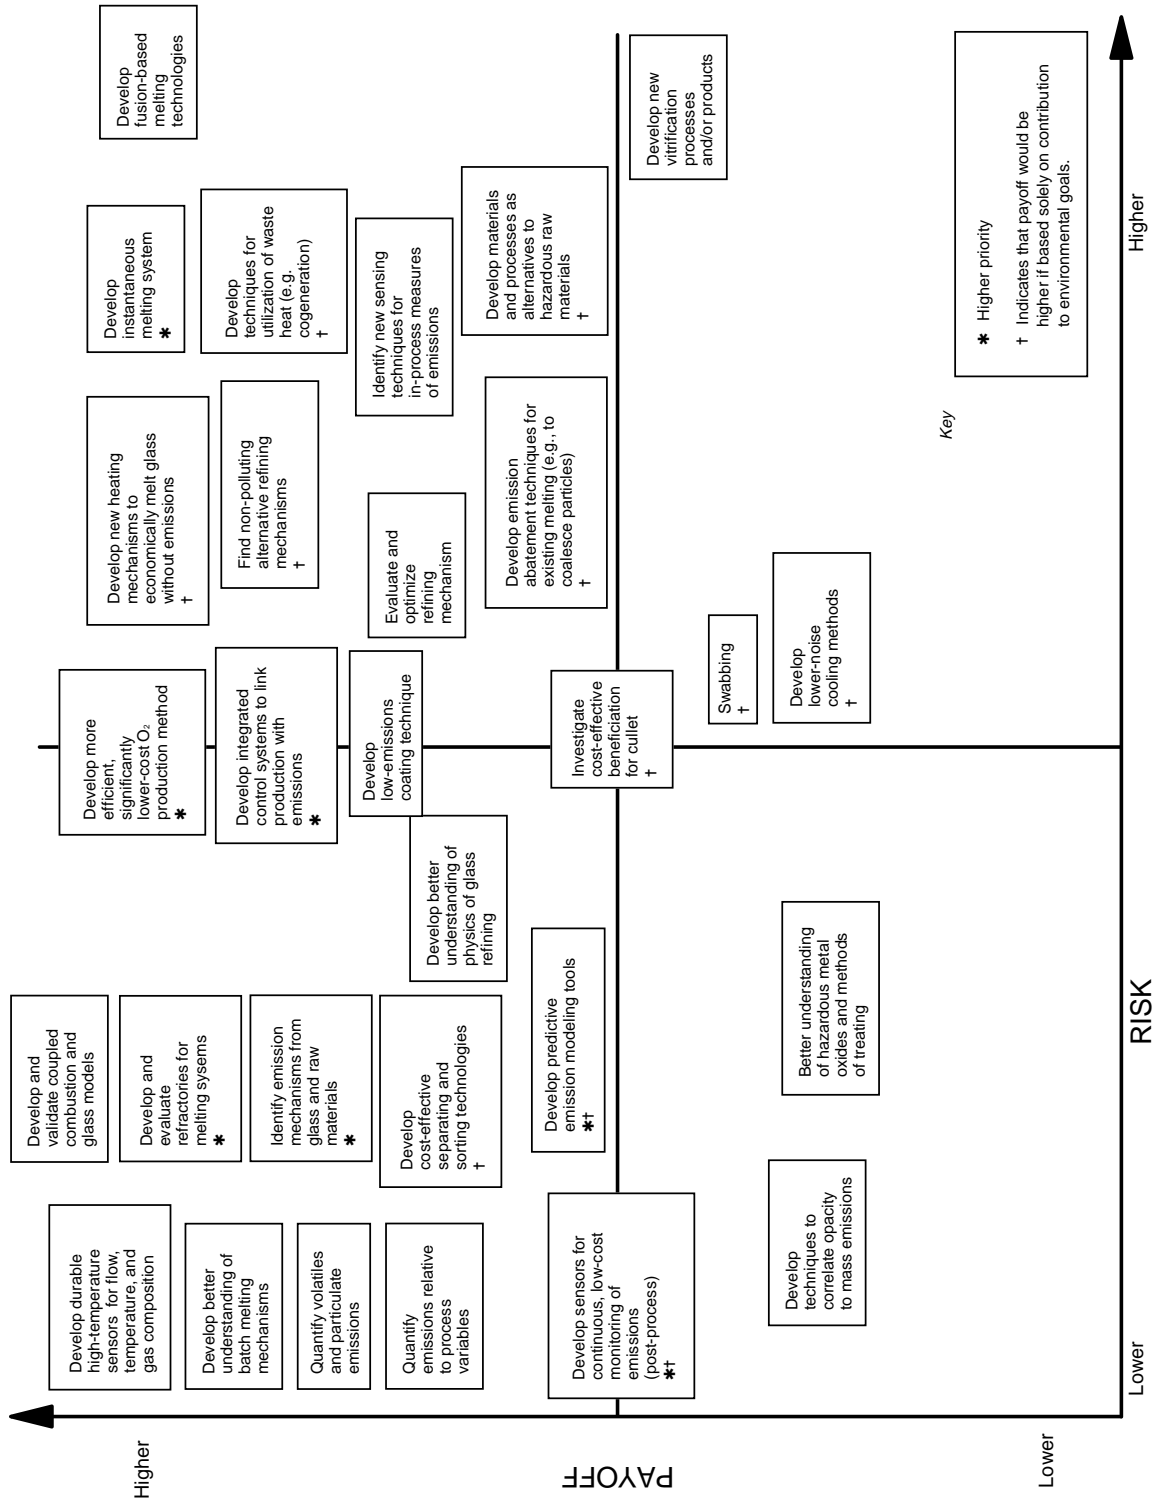 Higher
PAYOFF
Lower
Develop durable
high-temperature
sensors for flow,
temperature, and
gas composition
Develop better
understanding of
batch melting
mechanisms
Quantify volatiles
and particulate
emissions
Quantify
emissions relative
to process
variables
Develop sensors for
continuous, low-cost
monitoring of
emissions
(post-process)
*†
Develop
techniques to
correlate opacity
to mass emissions
Develop and
validate coupled
combustion and
glass models
Develop and
evaluate
refractories for
melting sysems
*
Identify emission
mechanisms from
glass and raw
materials
*
Develop
cost-effective
separating and
sorting technologies
†
Develop predictive
emission modeling tools
*†
Better understanding
of hazardous metal
oxides and methods
of treating
Develop better
understanding of
physics of glass
refining
Develop more
efficient,
significantly
lower-cost O₂
production method
*
Develop integrated
control systems to link
production with
emissions
*
Develop
low-emissions
coating technique
Investigate
cost-effective
beneficiation
for cullet
†
Swabbing
†
Develop
lower-noise
cooling methods
†
Develop new heating
mechanisms to
economically melt glass
without emissions
†
Find non-polluting
alternative refining
mechanisms
†
Evaluate and
optimize
refining
mechanism
Develop emission
abatement techniques for
existing melting (e.g., to
coalesce particles)
†
Develop
instantaneous
melting system
*
Develop
techniques for
utilization of waste
heat (e.g.
cogeneration)
†
Identify new sensing
techniques for
in-process measures
of emissions
Develop materials
and processes as
alternatives to
hazardous raw
materials
†
Develop
fusion-based
melting
technologies
Develop new
vitrification
processes
and/or products
Key
* Higher priority
† Indicates that payoff would be
higher if based solely on contribution
to environmental goals.
Lower
RISK
Higher